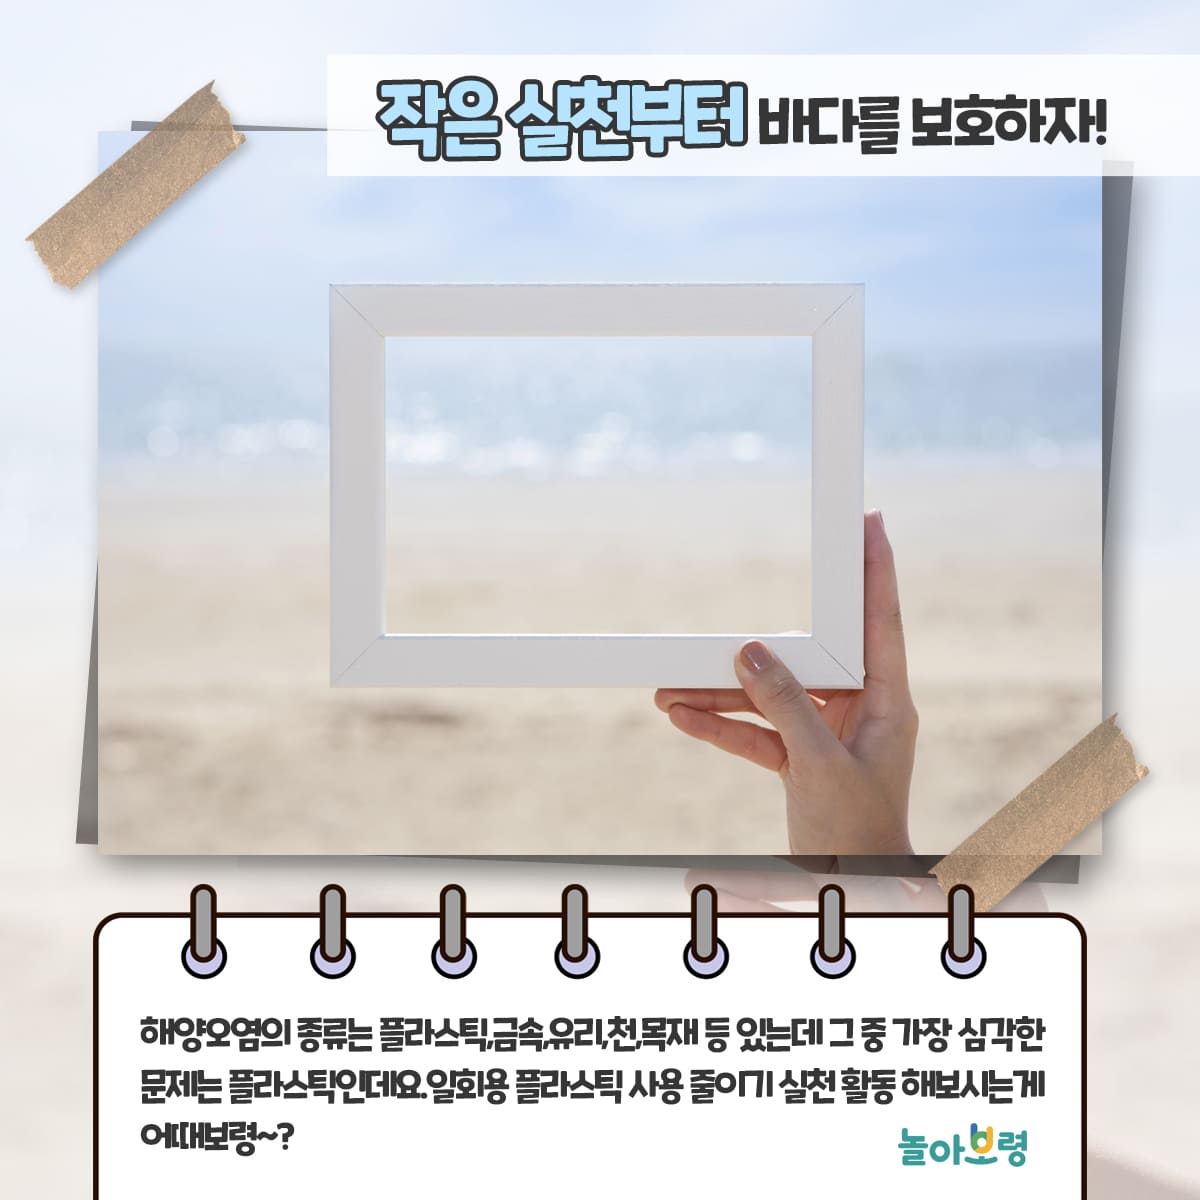 작은 실천부터 바다를 보호하자!
해양오염의 종류는 플라스틱,금속,유리,천,목재 등 있는데 그 중 가장 심각한
문제는 플라스틱인데요.일회용 플라스틱 사용 줄이기 실천 활동 해보시는게
어때보령~?
놀아보령